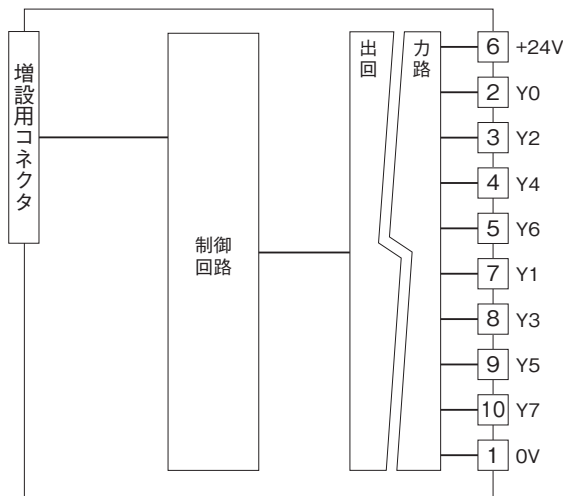 増設用コネクタ
制御
回路
出力
回路
6 +24V
2 Y0
3 Y2
4 Y4
5 Y6
7 Y1
8 Y3
9 Y5
10 Y7
1 0V